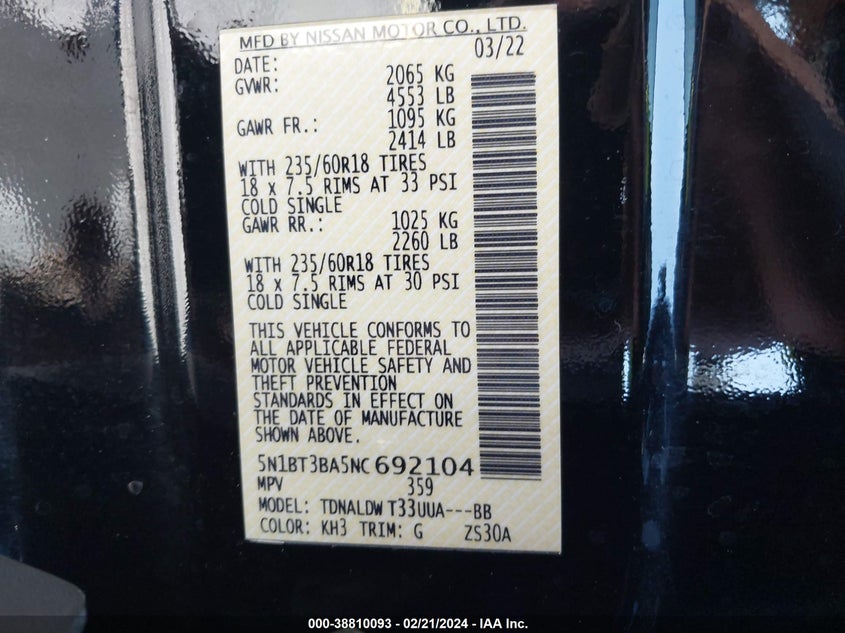 MFD BY NISSAN MOTOR CO., LTD.
DATE: 03/22
GVWR: 2065 KG
4553 LB
GAWR FR.: 1095 KG
2414 LB
WITH 235/60R18 TIRES
18 x 7.5 RIMS AT 33 PSI
COLD SINGLE
GAWR RR.: 1025 KG
2260 LB
WITH 235/60R18 TIRES
18 x 7.5 RIMS AT 30 PSI
COLD SINGLE
THIS VEHICLE CONFORMS TO
ALL APPLICABLE FEDERAL
MOTOR VEHICLE SAFETY AND
THEFT PREVENTION
STANDARDS IN EFFECT ON
THE DATE OF MANUFACTURE
SHOWN ABOVE.
5N1BT3BA5NC692104
MPV 359
MODEL: TDNALDW T33UUA---BB
COLOR: KH3 TRIM: G ZS30A
000-38810093 - 02/21/2024 - IAA Inc.